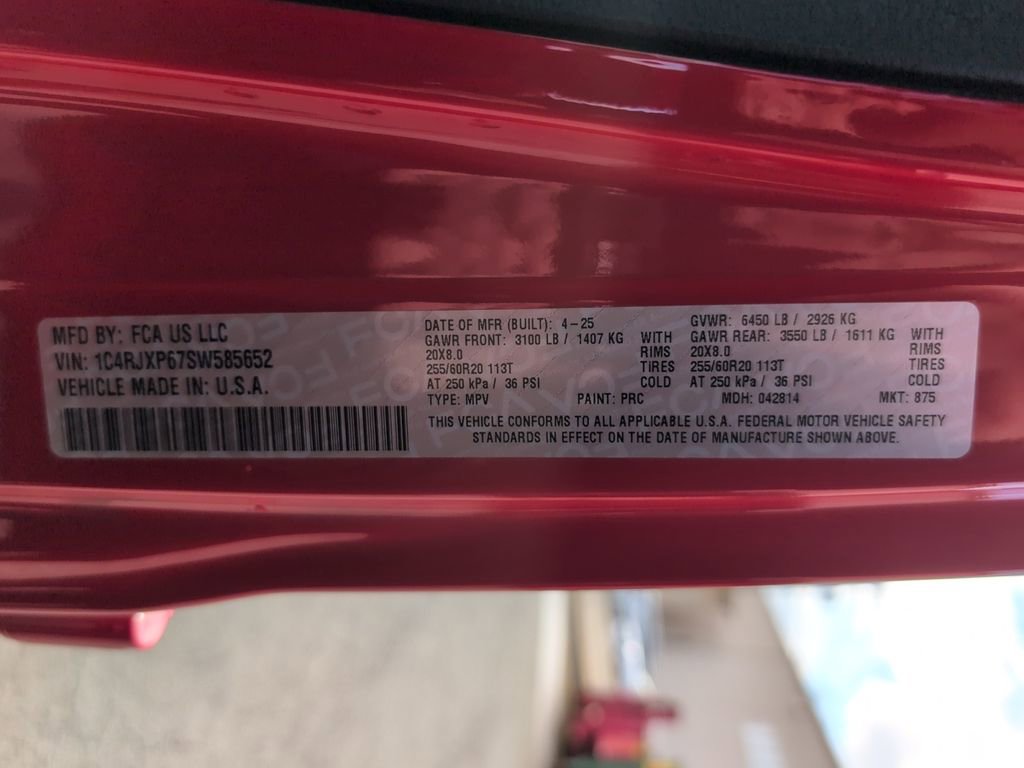 MFD BY: FCA US LLC
VIN: 1C4RJXP67SW585652
VEHICLE MADE IN: U.S.A.
DATE OF MFR (BUILT): 4-25 GVWR: 6450 LB / 2926 KG
GAWR FRONT: 3100 LB / 1407 KG WITH GAWR REAR: 3550 LB / 1611 KG WITH
20X8.0 RIMS 20X8.0 RIMS
255/60R20 113T TIRES 255/60R20 113T TIRES
AT 250 kPa / 36 PSI COLD AT 250 kPa / 36 PSI COLD
TYPE: MPV PAINT: PRC MDH: 042814 MKT: 875
THIS VEHICLE CONFORMS TO ALL APPLICABLE U.S.A. FEDERAL MOTOR VEHICLE SAFETY
STANDARDS IN EFFECT ON THE DATE OF MANUFACTURE SHOWN ABOVE.